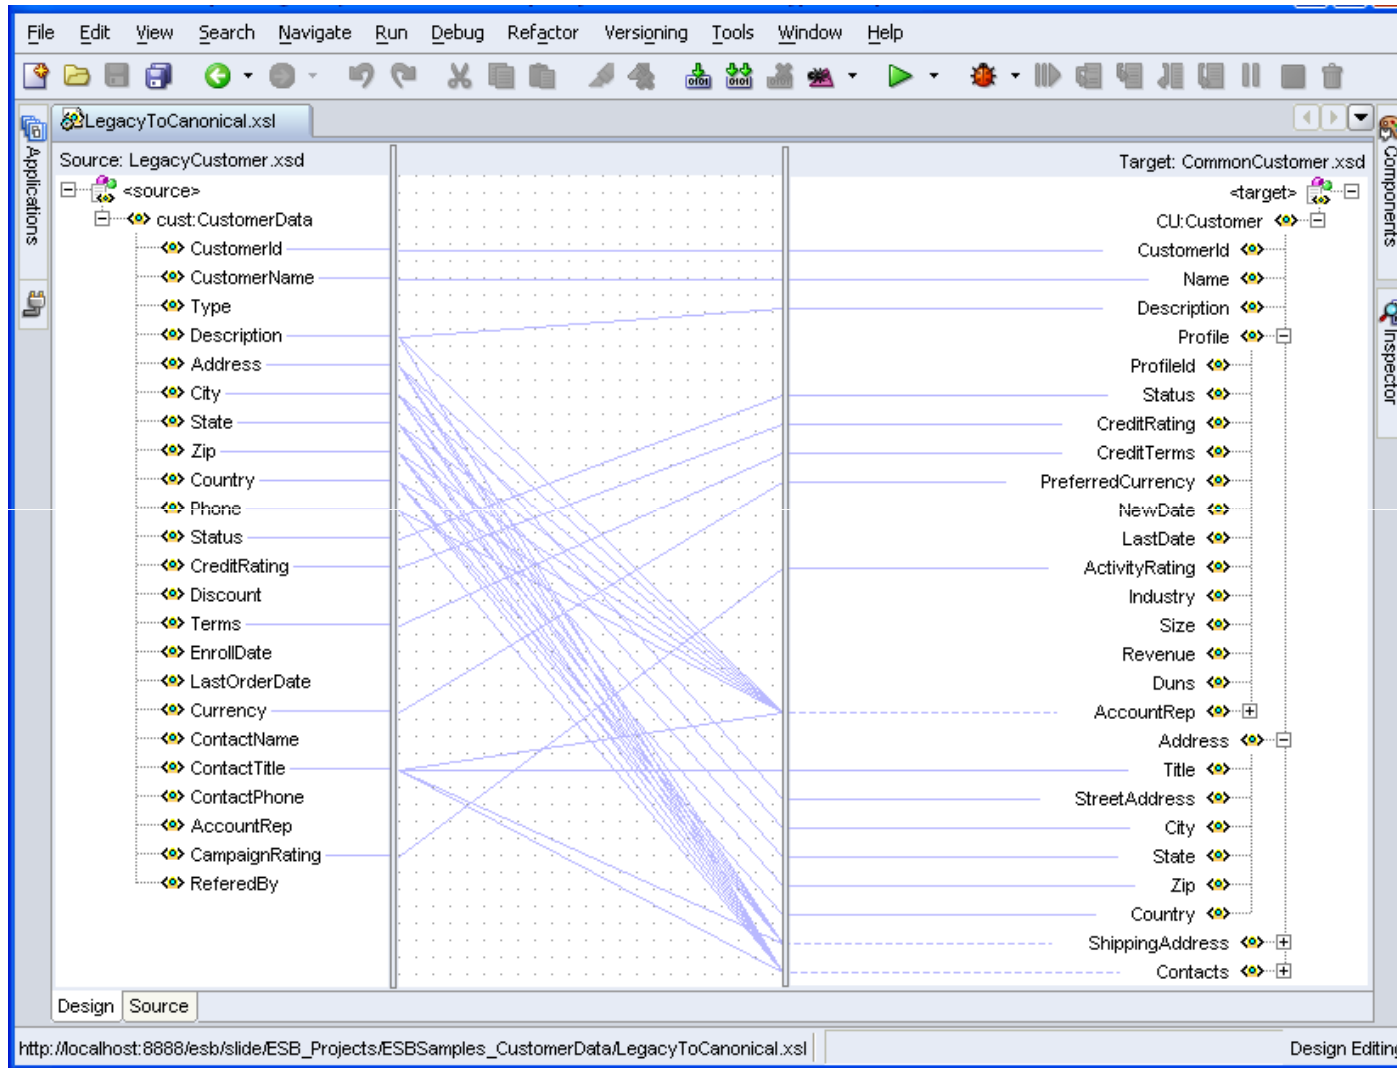 File Edit View Search Navigate Run Debug Refactor Versioning Tools Window Help
LegacyToCanonical.xsl
Applications
Components
Inspector
Source: LegacyCustomer.xsd
Target: CommonCustomer.xsd
<source>
cust:CustomerData
CustomerId
CustomerName
Type
Description
Address
City
State
Zip
Country
Phone
Status
CreditRating
Discount
Terms
EnrollDate
LastOrderDate
Currency
ContactName
ContactTitle
ContactPhone
AccountRep
CampaignRating
ReferedBy
<target>
CU:Customer
CustomerId
Name
Description
Profile
ProfileId
Status
CreditRating
CreditTerms
PreferredCurrency
NewDate
LastDate
ActivityRating
Industry
Size
Revenue
Duns
AccountRep
Address
Title
StreetAddress
City
State
Zip
Country
ShippingAddress
Contacts
Design Source
http://localhost:8888/esb/slide/ESB_Projects/ESBSamples_CustomerData/LegacyToCanonical.xsl
Design Editing